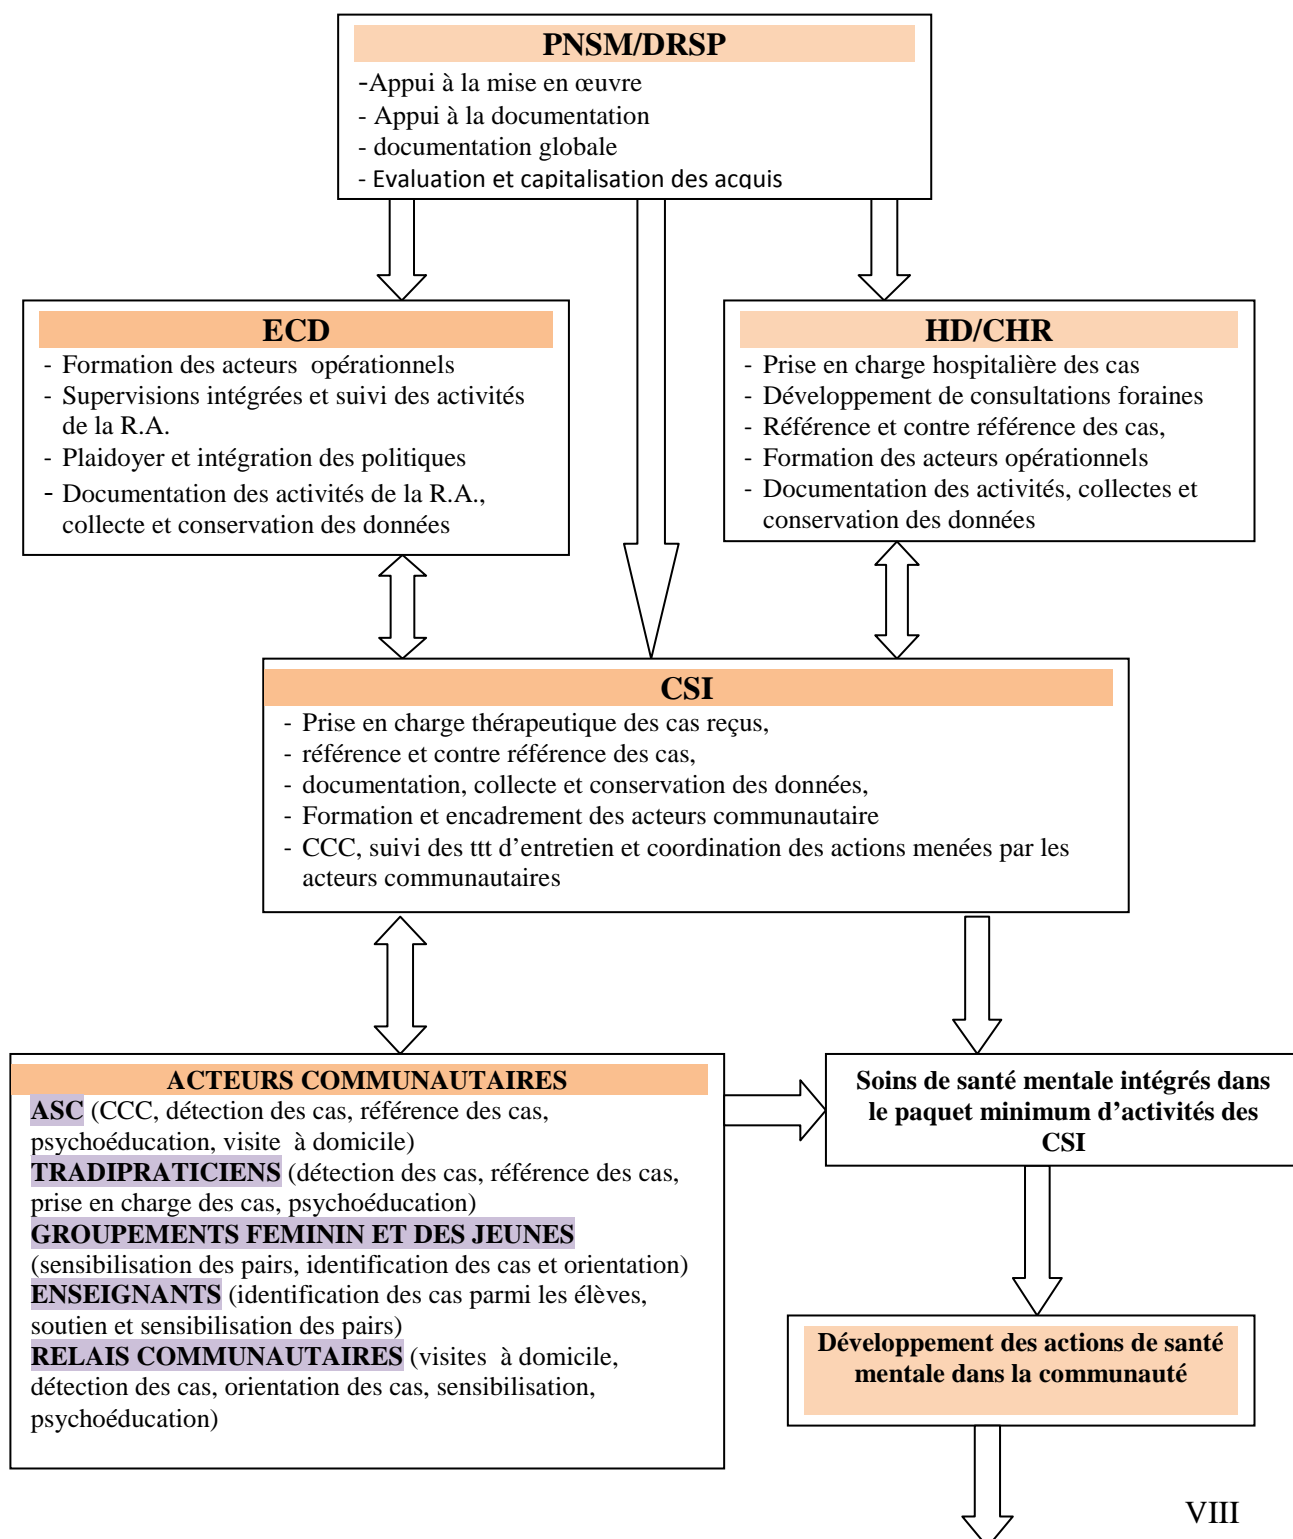 PNSM/DRSP
-Appui à la mise en œuvre
- Appui à la documentation
- documentation globale
- Evaluation et capitalisation des acquis
ECD
- Formation des acteurs opérationnels
- Supervisions intégrées et suivi des activités
de la R.A.
- Plaidoyer et intégration des politiques
- Documentation des activités de la R.A.,
collecte et conservation des données
HD/CHR
- Prise en charge hospitalière des cas
- Développement de consultations foraines
- Référence et contre référence des cas,
- Formation des acteurs opérationnels
- Documentation des activités, collectes et
conservation des données
CSI
- Prise en charge thérapeutique des cas reçus,
- référence et contre référence des cas,
- documentation, collecte et conservation des données,
- Formation et encadrement des acteurs communautaire
- CCC, suivi des ttt d’entretien et coordination des actions menées par les
acteurs communautaires
ACTEURS COMMUNAUTAIRES
ASC (CCC, détection des cas, référence des cas,
psychoéducation, visite à domicile)
TRADIPRATICIENS (détection des cas, référence des cas,
prise en charge des cas, psychoéducation)
GROUPEMENTS FEMININ ET DES JEUNES
(sensibilisation des pairs, identification des cas et orientation)
ENSEIGNANTS (identification des cas parmi les élèves,
soutien et sensibilisation des pairs)
RELAIS COMMUNAUTAIRES (visites à domicile,
détection des cas, orientation des cas, sensibilisation,
psychoéducation)
Soins de santé mentale intégrés dans
le paquet minimum d’activités des
CSI
Développement des actions de santé
mentale dans la communauté
VIII